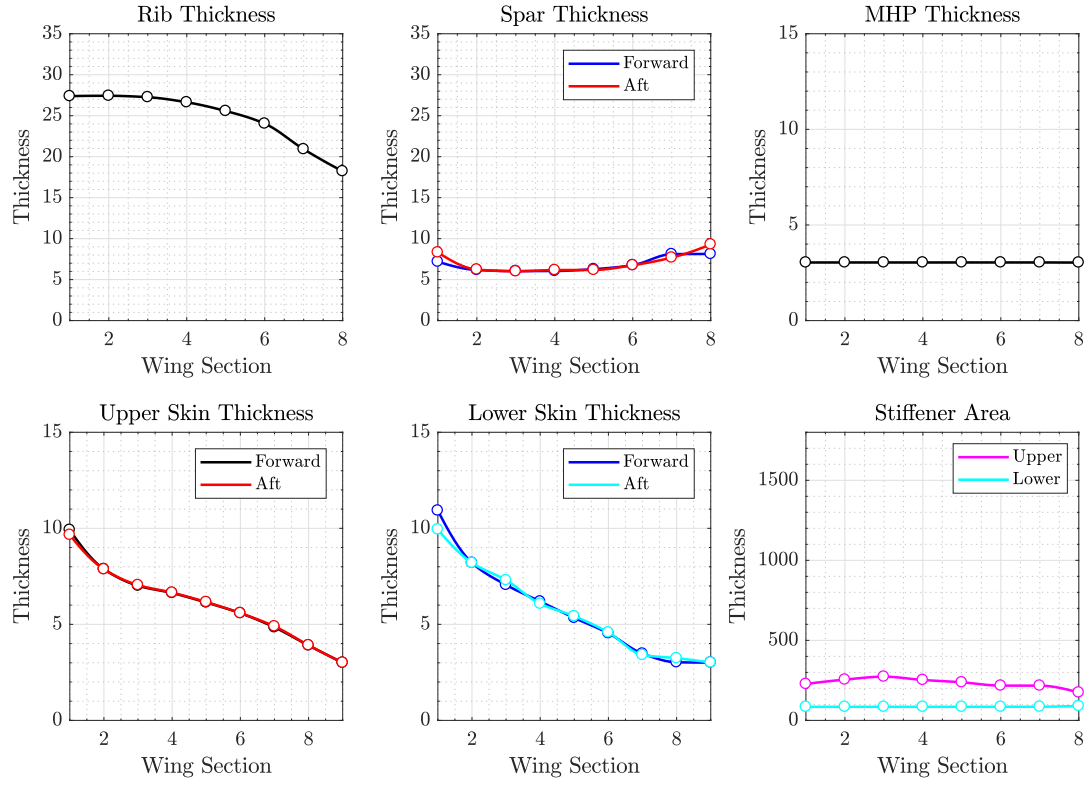 Rib Thickness
Thickness
35
30
25
20
15
10
5
0
2
4
6
8
Wing Section
Spar Thickness
Thickness
35
30
25
20
15
10
5
0
Forward
Aft
2
4
6
8
Wing Section
MHP Thickness
Thickness
15
10
5
0
2
4
6
8
Wing Section
Upper Skin Thickness
Thickness
15
10
5
0
Forward
Aft
2
4
6
8
Wing Section
Lower Skin Thickness
Thickness
15
10
5
0
Forward
Aft
2
4
6
8
Wing Section
Stiffener Area
Thickness
1500
1000
500
0
Upper
Lower
2
4
6
8
Wing Section